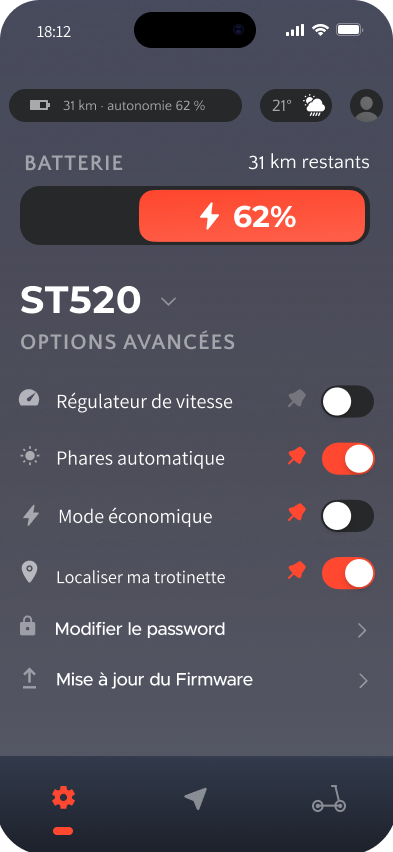 18:12
31 km · autonomie 62 %
21°
BATTERIE
31 km restants
62%
ST520
OPTIONS AVANCÉES
Régulateur de vitesse
Phares automatique
Mode économique
Localiser ma trotinette
Modifier le password
Mise à jour du Firmware